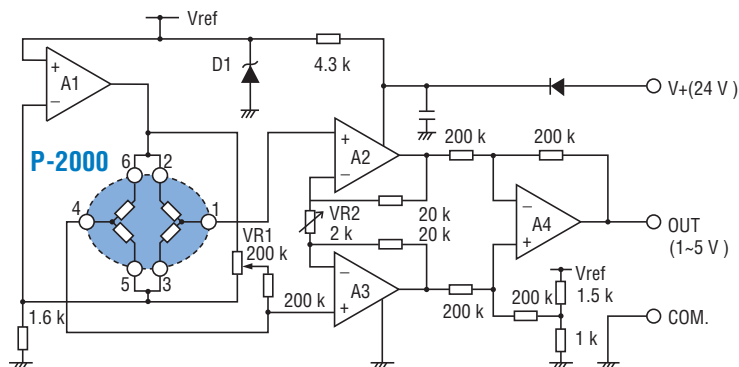 Vref
D1
4.3 k
+
A1
−
V+(24 V)
P-2000
6
2
4
1
5
3
+
A2
−
200 k
200 k
VR2
2 k
20 k
20 k
VR1
200 k
−
A4
+
OUT
(1~5 V)
−
A3
+
200 k
200 k
200 k
Vref
1.5 k
1 k
1.6 k
COM.